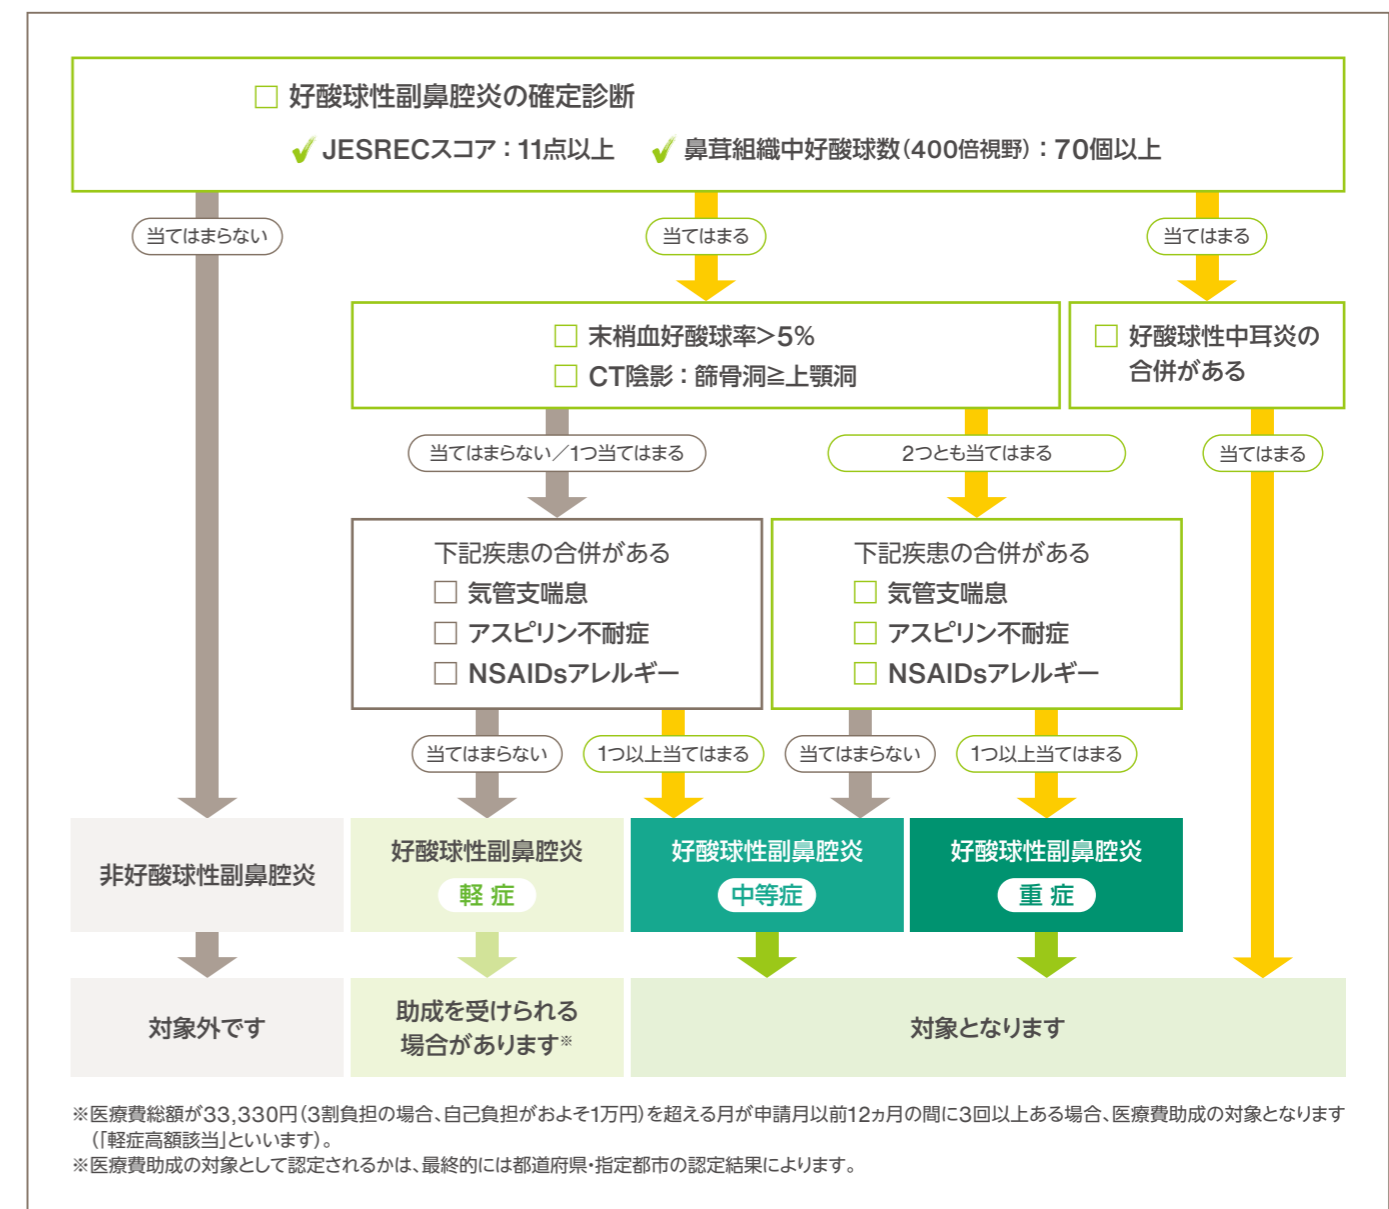 好酸球性副鼻腔炎の確定診断
JESRECスコア：11点以上 鼻茸組織中好酸球数（400倍視野）：70個以上
当てはまらない
当てはまる
当てはまる
末梢血好酸球率＞5%
CT陰影：篩骨洞≧上顎洞
好酸球性中耳炎の
合併がある
当てはまらない／1つ当てはまる
2つとも当てはまる
当てはまる
下記疾患の合併がある
気管支喘息
アスピリン不耐症
NSAIDsアレルギー
下記疾患の合併がある
気管支喘息
アスピリン不耐症
NSAIDsアレルギー
当てはまらない
1つ以上当てはまる
当てはまらない
1つ以上当てはまる
非好酸球性副鼻腔炎
好酸球性副鼻腔炎
軽症
好酸球性副鼻腔炎
中等症
好酸球性副鼻腔炎
重症
対象外です
助成を受けられる
場合があります※
対象となります
※医療費総額が33,330円（3割負担の場合、自己負担がおよそ1万円）を超える月が申請月以前12ヵ月の間に3回以上ある場合、医療費助成の対象となります
（「軽症高額該当」といいます）。
※医療費助成の対象として認定されるかは、最終的には都道府県・指定都市の認定結果によります。